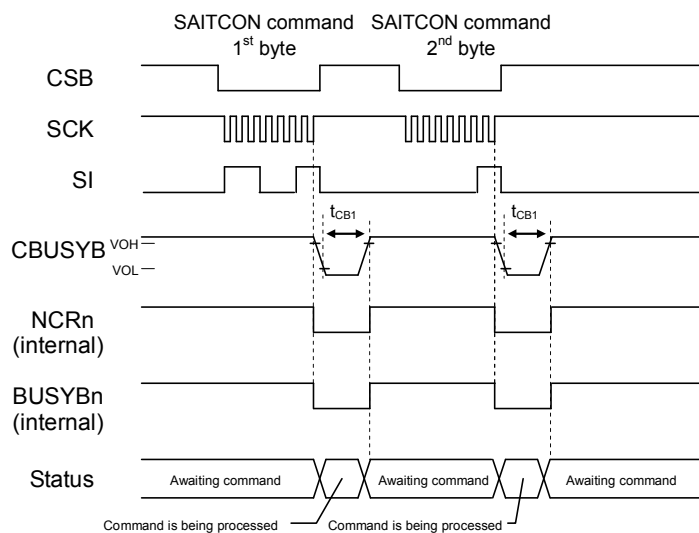 SAITCON command SAITCON command
1st byte 2nd byte
CSB
SCK
SI
tCB1 tCB1
VOH
CBUSYB
VOL
NCRn
(internal)
BUSYBn
(internal)
Status Awaiting command Awaiting command Awaiting command
Command is being processed Command is being processed